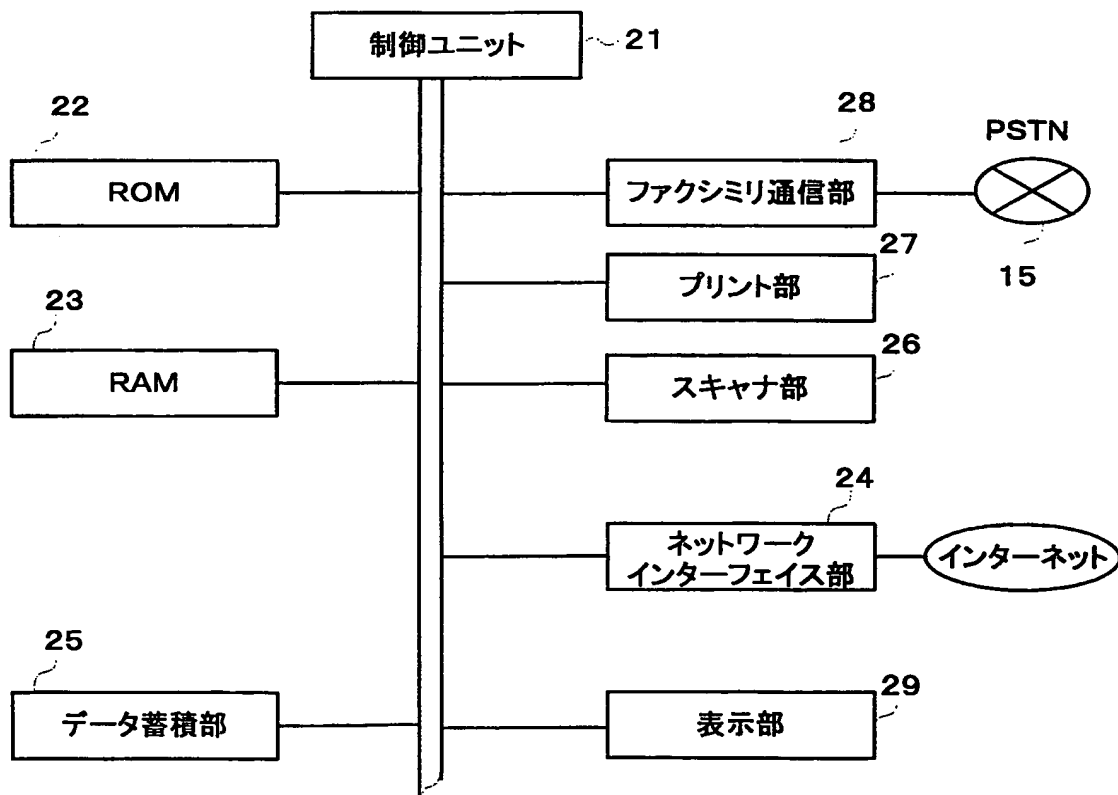 制御ユニット
21
22
ROM
28
ファクシミリ通信部
PSTN
15
27
プリント部
23
RAM
26
スキャナ部
24
ネットワーク
インターフェイス部
インターネット
25
データ蓄積部
29
表示部